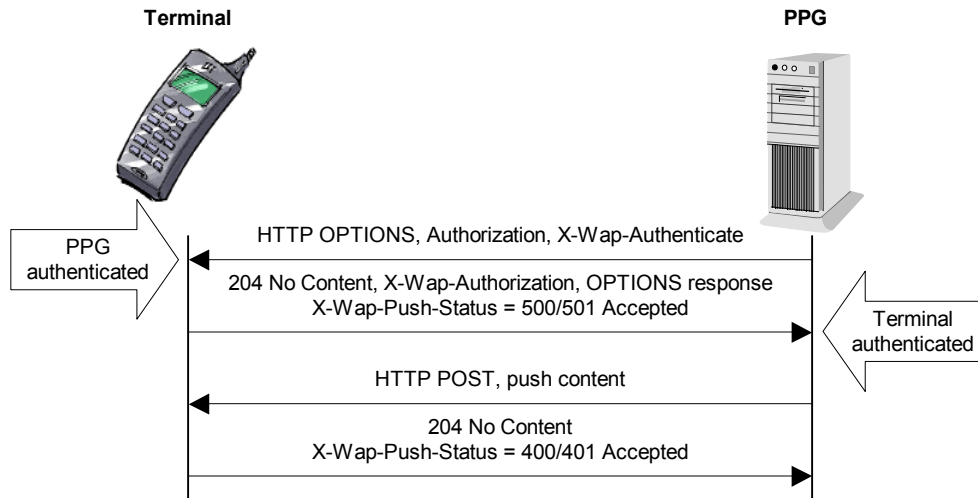 Terminal
PPG
HTTP OPTIONS, Authorization, X-Wap-Authenticate
PPG
authenticated
204 No Content, X-Wap-Authorization, OPTIONS response
X-Wap-Push-Status = 500/501 Accepted
Terminal
authenticated
HTTP POST, push content
204 No Content
X-Wap-Push-Status = 400/401 Accepted